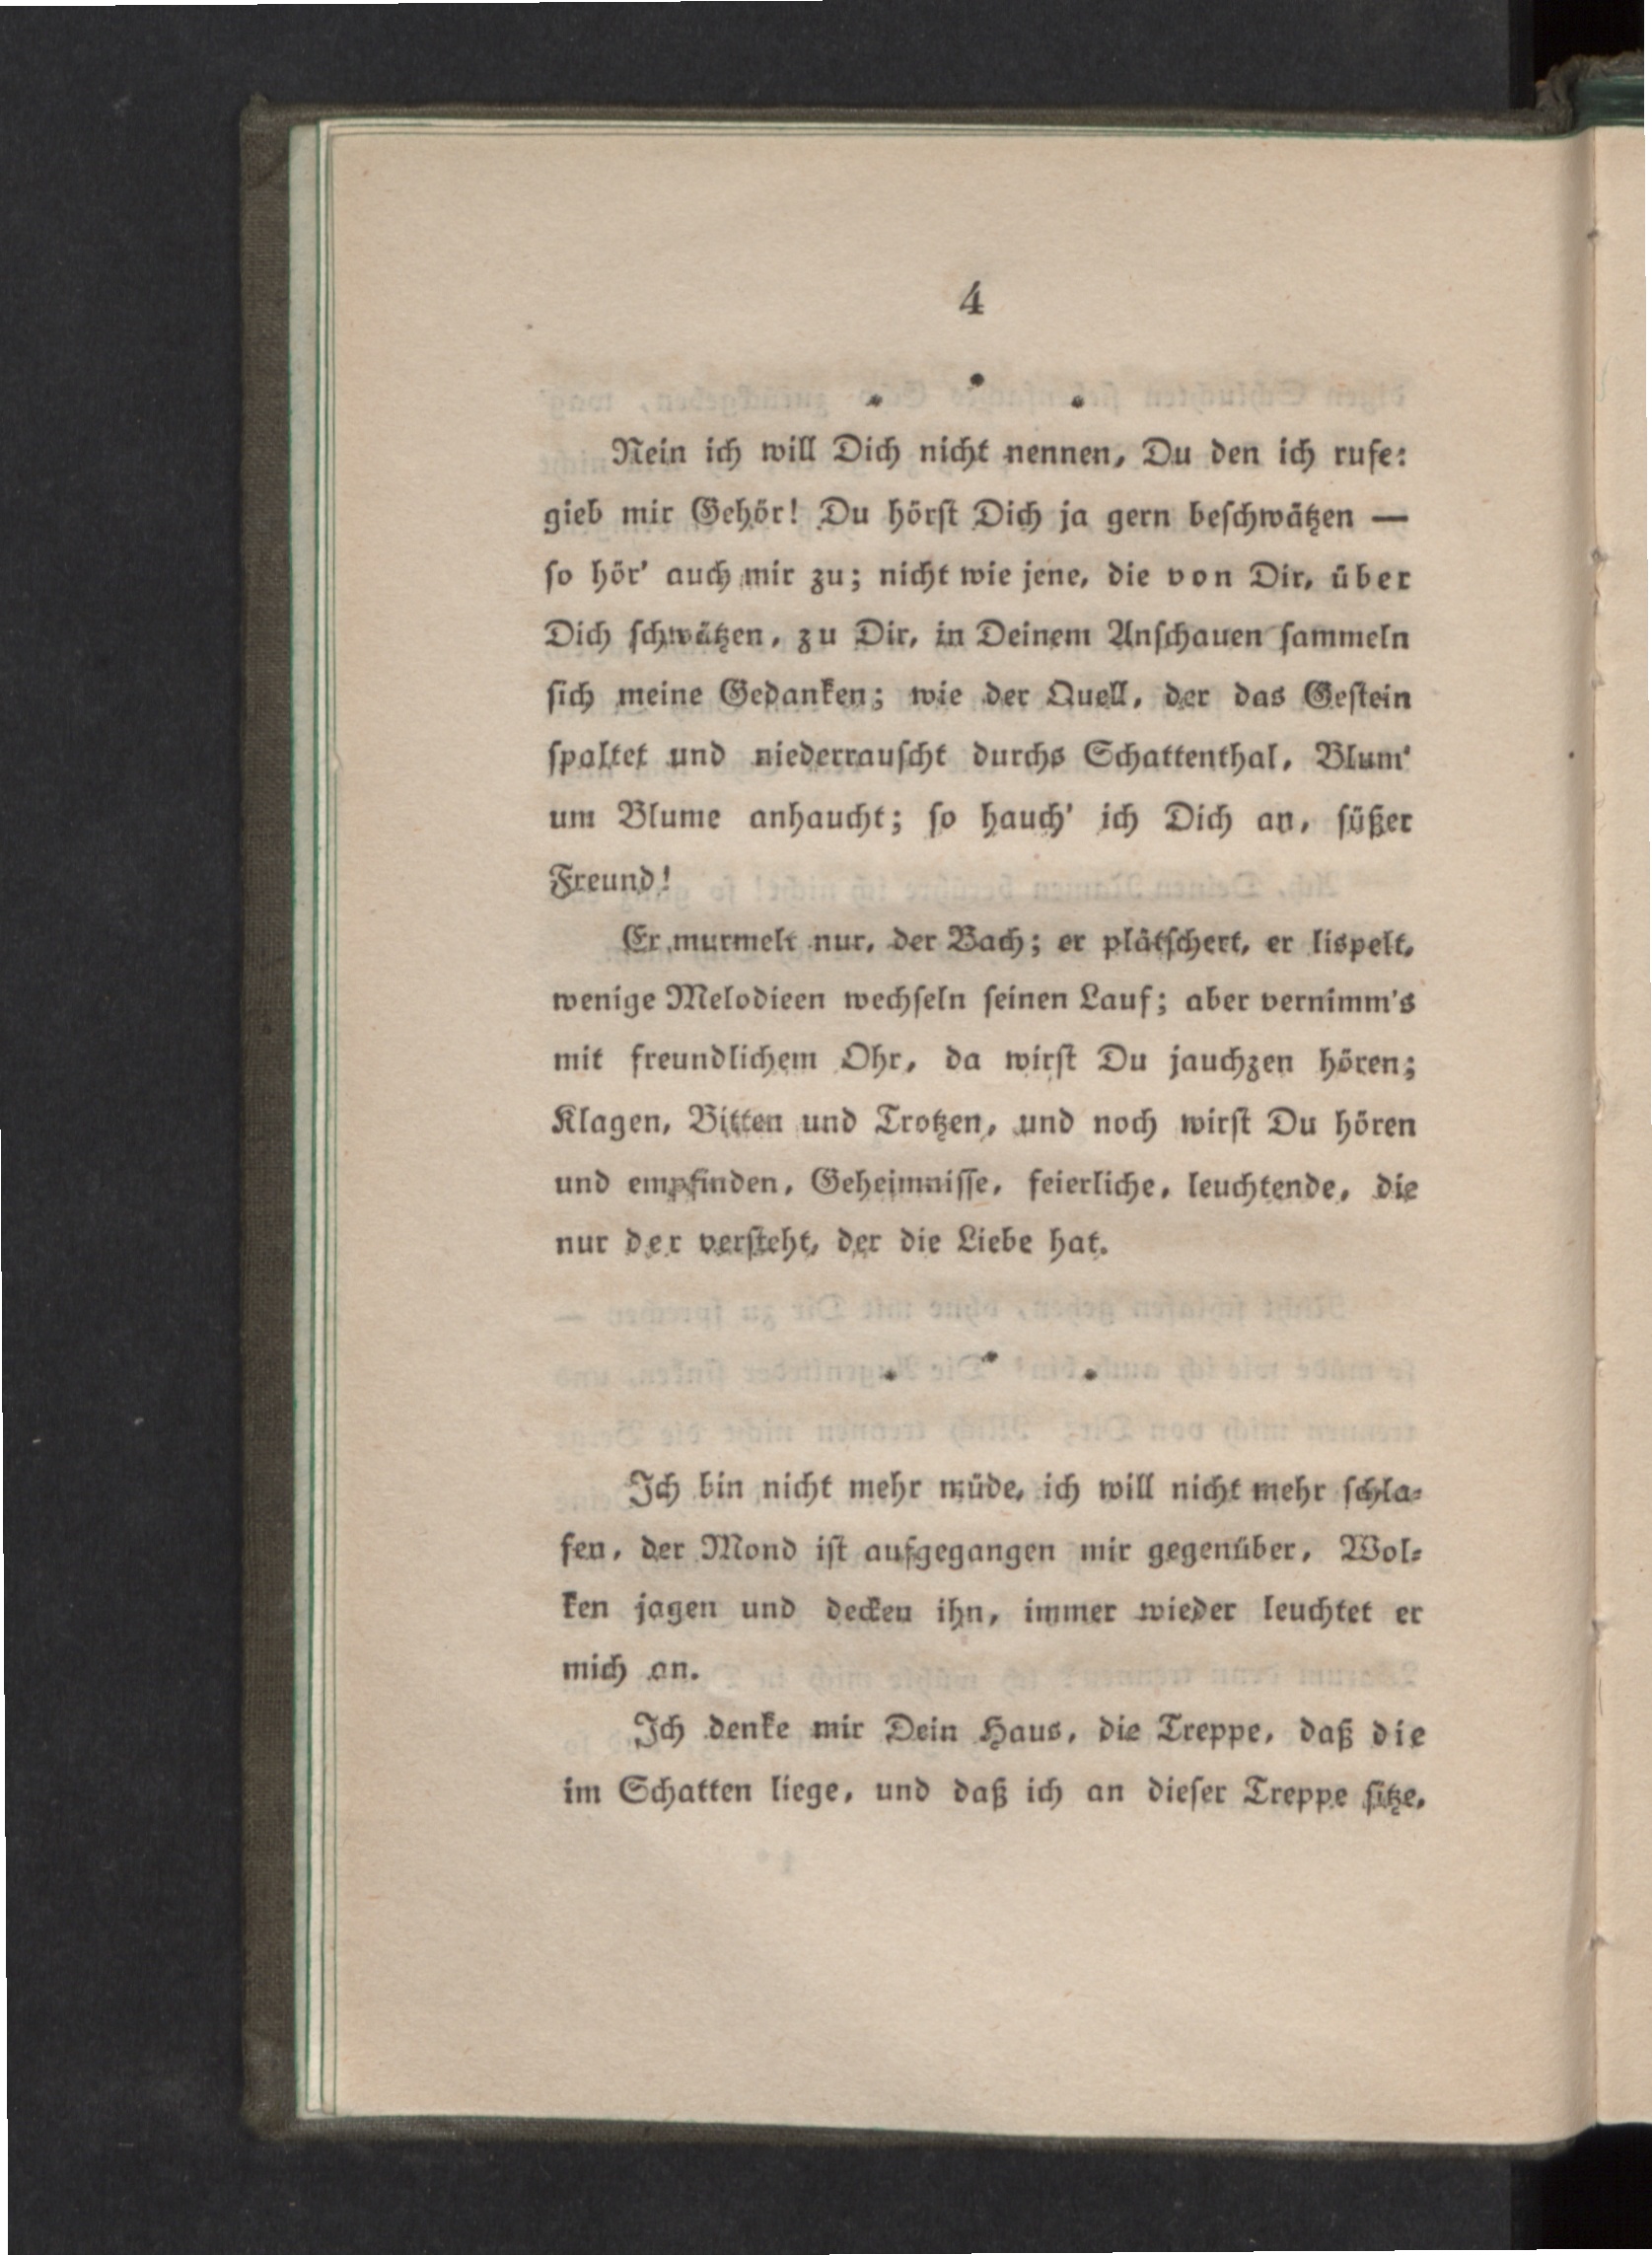 4
Nein ich will Dich nicht nennen, Du den ich rufe:
gieb mir Gehör! Du hörst Dich ja gern beschwätzen —
so hör' auch mir zu; nicht wie jene, die von Dir, über
Dich schwätzen, zu Dir, in Deinem Anschauen sammeln
sich meine Gedanken; wie der Quell, der das Gestein
spaltet und niederrauscht durchs Schattenthal, Blum'
um Blume anhaucht; so hauch' ich Dich an, süßer
Freund!
Er murmelt nur, der Bach; er plätschert, er lispelt,
wenige Melodieen wechseln seinen Lauf; aber vernimm's
mit freundlichem Ohr, da wirst Du jauchzen hören;
Klagen, Bitten und Trotzen, und noch wirst Du hören
und empfinden, Geheimnisse, feierliche, leuchtende, die
nur der versteht, der die Liebe hat.
Ich bin nicht mehr müde, ich will nicht mehr schla-
fen, der Mond ist aufgegangen mir gegenüber, Wol-
ken jagen und decken ihn, immer wieder leuchtet er
mich an.
Ich denke mir Dein Haus, die Treppe, daß die
im Schatten liege, und daß ich an dieser Treppe sitze,